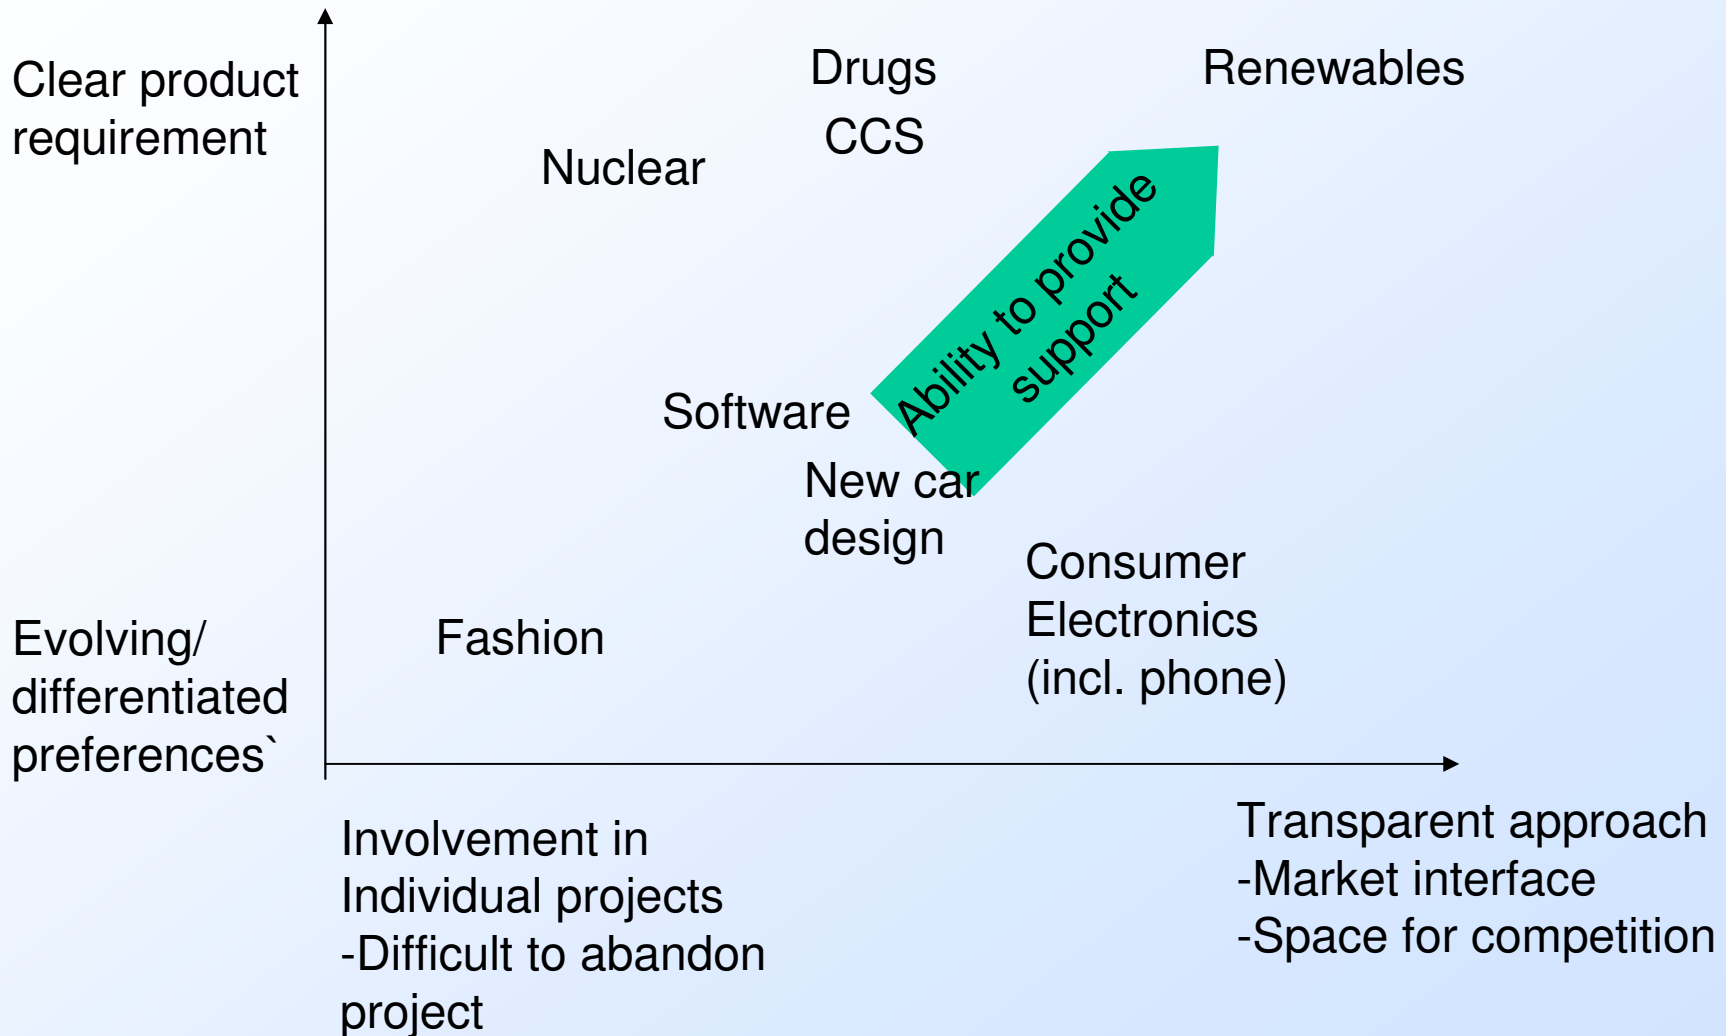 Clear product
requirement
Drugs
CCS
Renewables
Nuclear
Ability to provide
support
Software
New car
design
Consumer
Electronics
(incl. phone)
Fashion
Evolving/
differentiated
preferences`
Involvement in
Individual projects
-Difficult to abandon
project
Transparent approach
-Market interface
-Space for competition